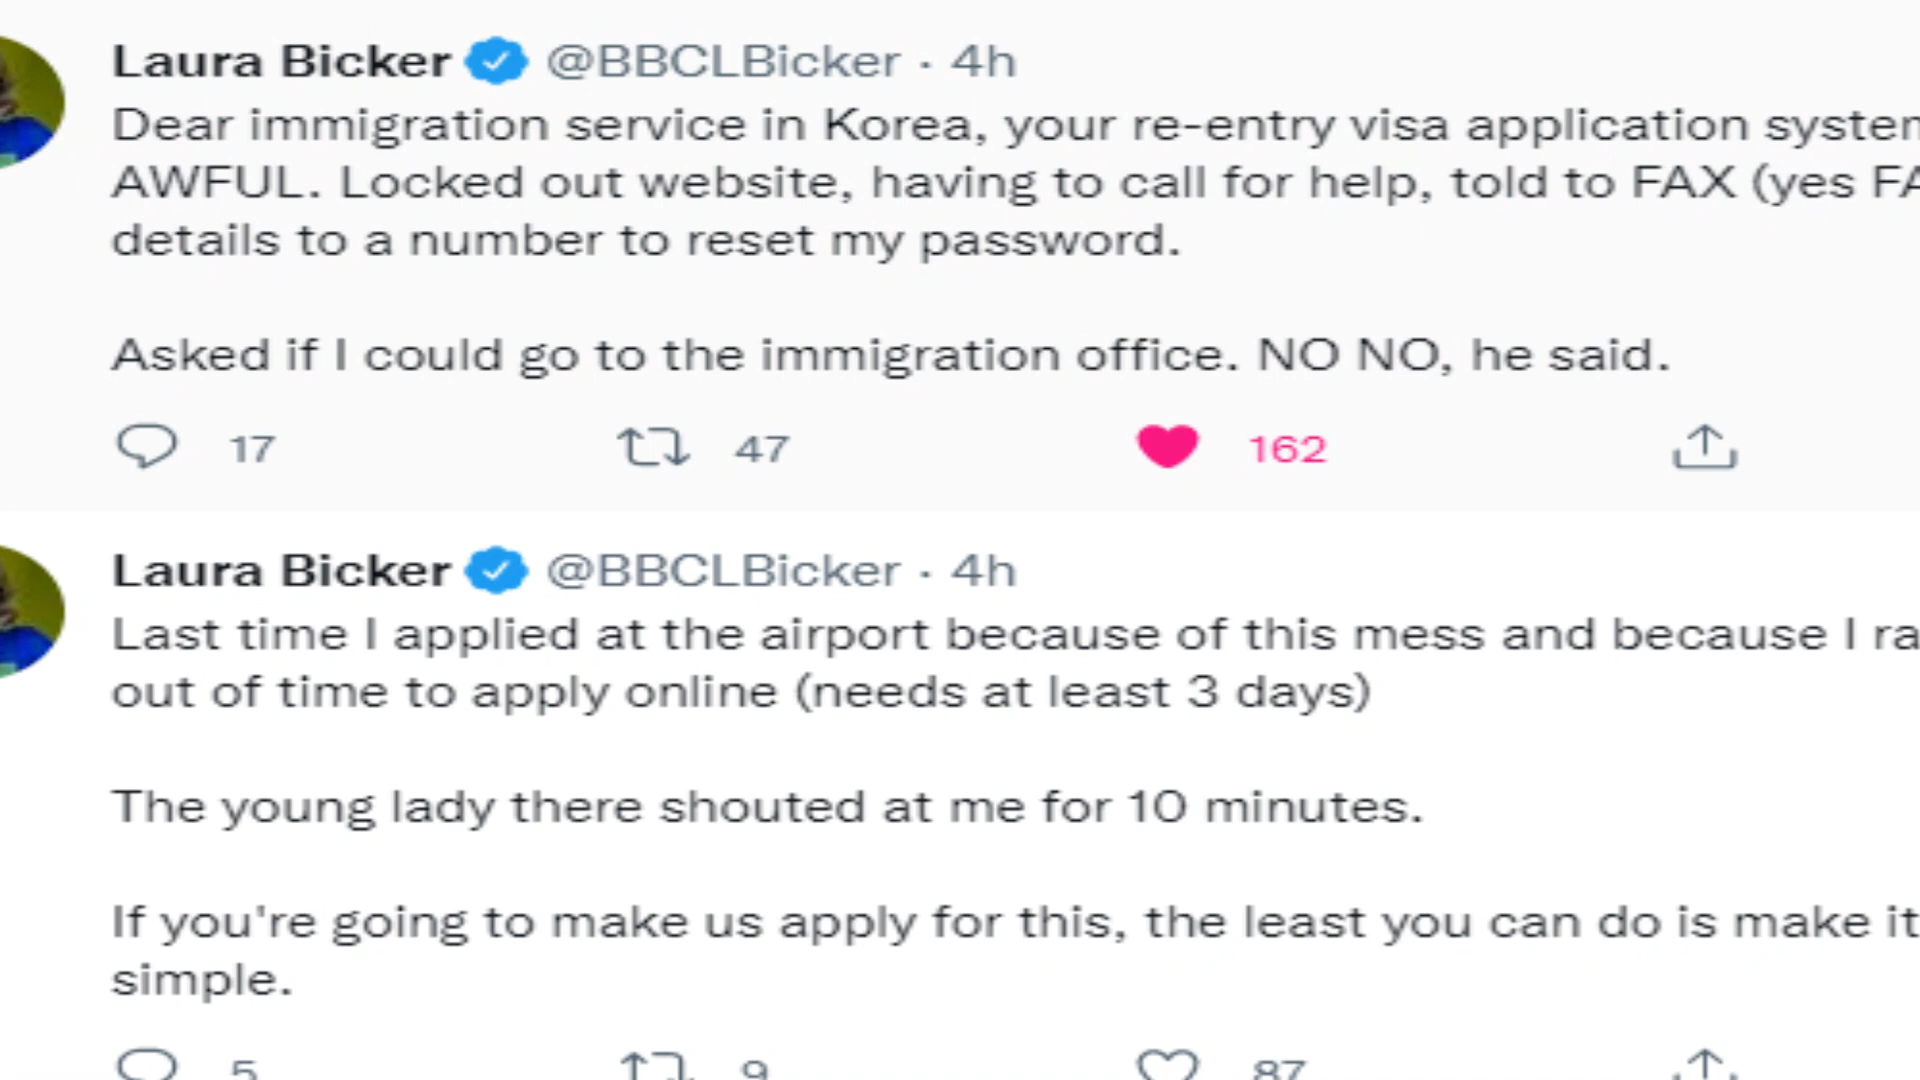 Laura Bicker @BBCLBicker · 4h
Dear immigration service in Korea, your re-entry visa application
AWFUL. Locked out website, having to call for help, told to FAX (yes
details to a number to reset my password.
Asked if I could go to the immigration office. NO NO, he said.
17 47 162
Laura Bicker @BBCLBicker · 4h
Last time I applied at the airport because of this mess and because I
out of time to apply online (needs at least 3 days)
The young lady there shouted at me for 10 minutes.
If you're going to make us apply for this, the least you can do is make it
simple.
5 9 87